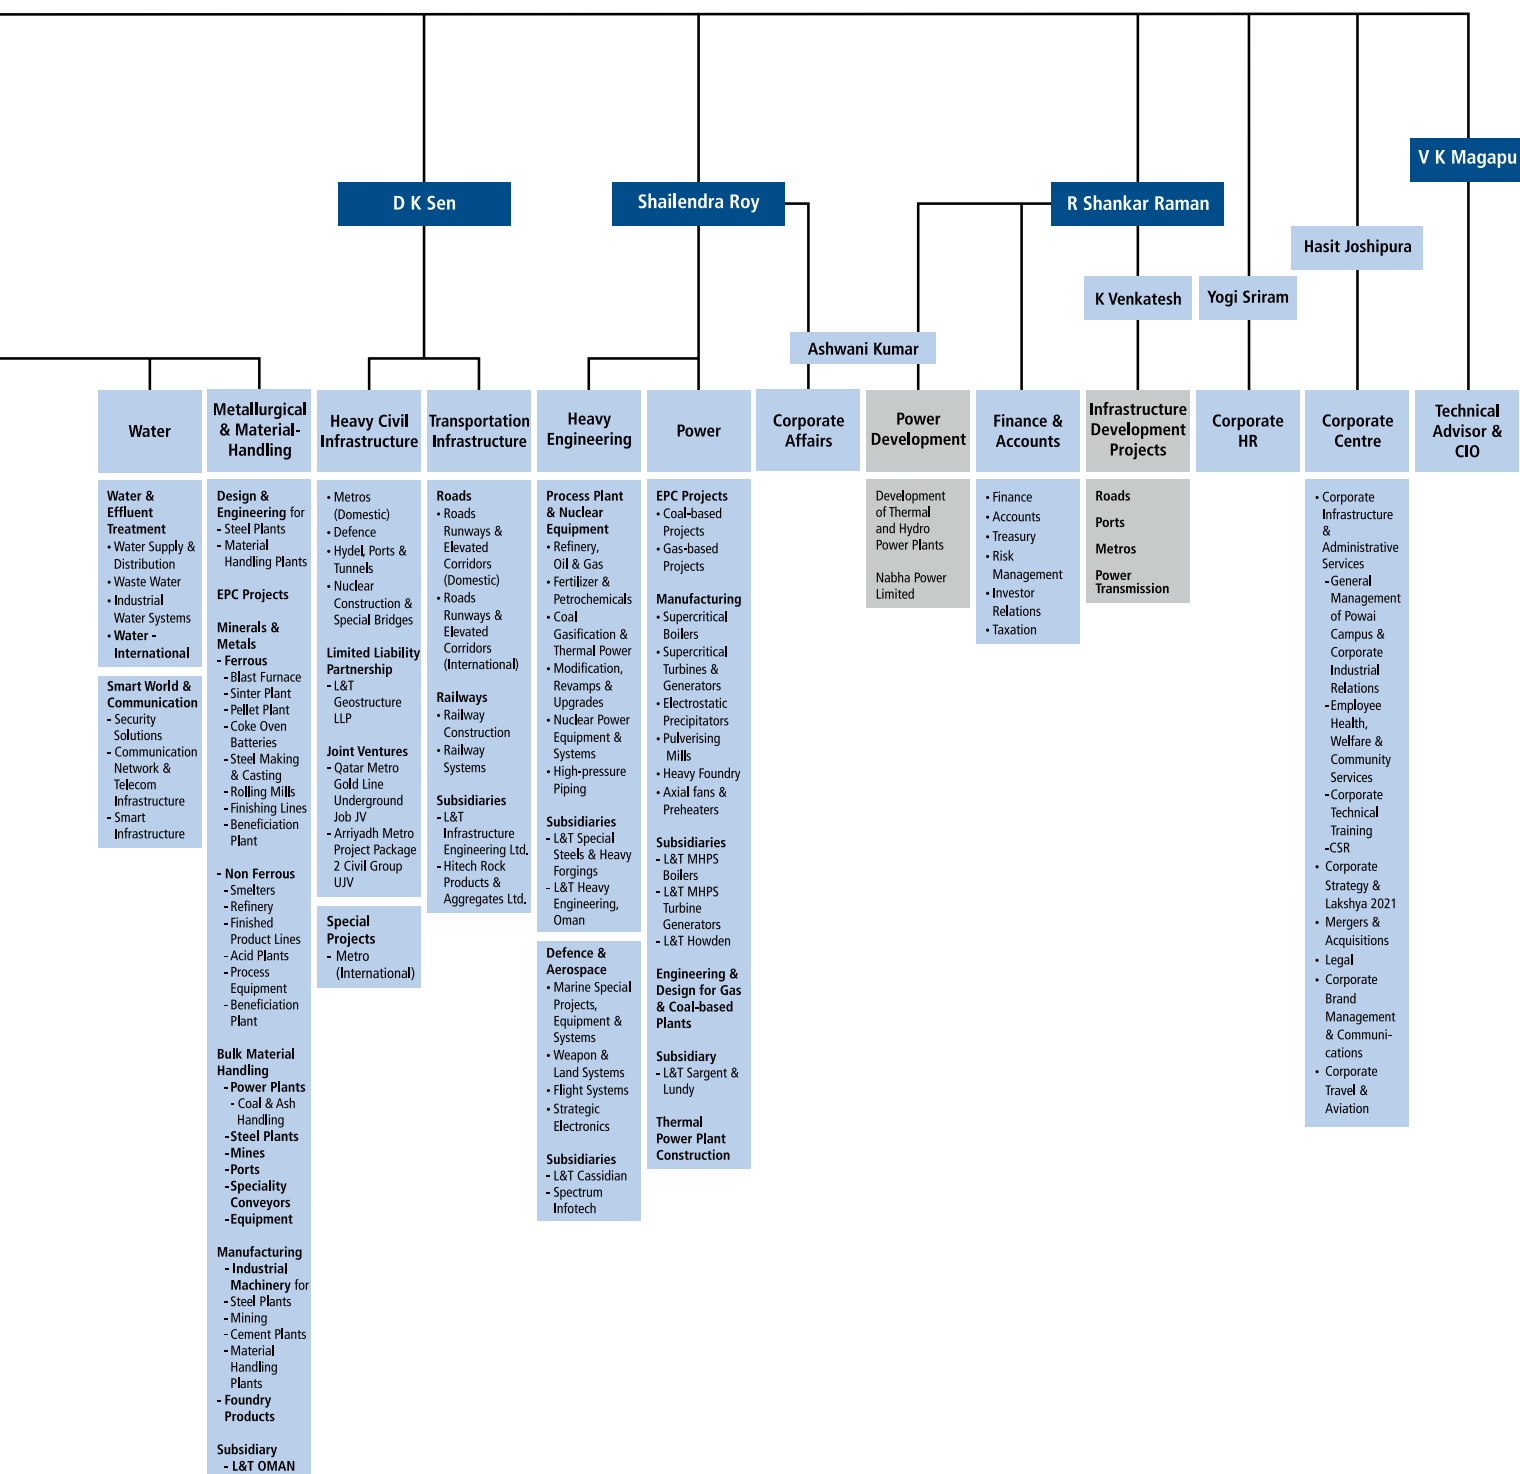 V K Magapu
D K Sen
Shailendra Roy
R Shankar Raman
Hasit Joshipura
K Venkatesh
Yogi Sriram
Ashwani Kumar
Water
Metallurgical
& Material-
Handling
Heavy Civil
Infrastructure
Transportation
Infrastructure
Heavy
Engineering
Power
Corporate
Affairs
Power
Development
Finance &
Accounts
Infrastructure
Development
Projects
Corporate
HR
Corporate
Centre
Technical
Advisor &
CIO
Water &
Effluent
Treatment
• Water Supply &
Distribution
• Waste Water
• Industrial
Water Systems
• Water -
International
Smart World &
Communication
- Security
Solutions
- Communication
Network &
Telecom
Infrastructure
- Smart
Infrastructure
Design &
Engineering for
- Steel Plants
- Material
Handling Plants
EPC Projects
Minerals &
Metals
- Ferrous
- Blast Furnace
- Sinter Plant
- Pellet Plant
- Coke Oven
Batteries
- Steel Making
& Casting
- Rolling Mills
- Finishing Lines
- Beneficiation
Plant
- Non Ferrous
- Smelters
- Refinery
- Finished
Product Lines
- Acid Plants
- Process
Equipment
- Beneficiation
Plant
Bulk Material
Handling
- Power Plants
- Coal & Ash
Handling
- Steel Plants
- Mines
- Ports
- Speciality
Conveyors
- Equipment
Manufacturing
- Industrial
Machinery for
- Steel Plants
- Mining
- Cement Plants
- Material
Handling
Plants
- Foundry
Products
Subsidiary
- L&T OMAN
• Metros
(Domestic)
• Defence
• Hydel, Ports &
Tunnels
• Nuclear
Construction &
Special Bridges
Limited Liability
Partnership
- L&T
Geostructure
LLP
Joint Ventures
- Qatar Metro
Gold Line
Underground
Job JV
- Arriyadh Metro
Project Package
2 Civil Group
UJV
Special
Projects
- Metro
(International)
Roads
• Roads
Runways &
Elevated
Corridors
(Domestic)
• Roads
Runways &
Elevated
Corridors
(International)
Railways
• Railway
Construction
• Railway
Systems
Subsidiaries
- L&T
Infrastructure
Engineering Ltd.
- Hitech Rock
Products &
Aggregates Ltd.
Process Plant
& Nuclear
Equipment
• Refinery,
Oil & Gas
• Fertilizer &
Petrochemicals
• Coal
Gasification &
Thermal Power
• Modification,
Revamps &
Upgrades
• Nuclear Power
Equipment &
Systems
• High-pressure
Piping
Subsidiaries
- L&T Special
Steels & Heavy
Forgings
- L&T Heavy
Engineering,
Oman
Defence &
Aerospace
• Marine Special
Projects,
Equipment &
Systems
• Weapon &
Land Systems
• Flight Systems
• Strategic
Electronics
Subsidiaries
- L&T Cassidian
- Spectrum
Infotech
EPC Projects
• Coal-based
Projects
• Gas-based
Projects
Manufacturing
• Supercritical
Boilers
• Supercritical
Turbines &
Generators
• Electrostatic
Precipitators
• Pulverising
Mills
• Heavy Foundry
• Axial fans &
Preheaters
Subsidiaries
- L&T MHPS
Boilers
- L&T MHPS
Turbine
Generators
- L&T Howden
Engineering &
Design for Gas
& Coal-based
Plants
Subsidiary
- L&T Sargent &
Lundy
Thermal
Power Plant
Construction
Development
of Thermal
and Hydro
Power Plants
Nabha Power
Limited
• Finance
• Accounts
• Treasury
• Risk
Management
• Investor
Relations
• Taxation
Roads
Ports
Metros
Power
Transmission
• Corporate
Infrastructure
&
Administrative
Services
- General
Management
of Powai
Campus &
Corporate
Industrial
Relations
- Employee
Health,
Welfare &
Community
Services
- Corporate
Technical
Training
- CSR
• Corporate
Strategy &
Lakshya 2021
• Mergers &
Acquisitions
• Legal
• Corporate
Brand
Management
& Communi-
cations
• Corporate
Travel &
Aviation